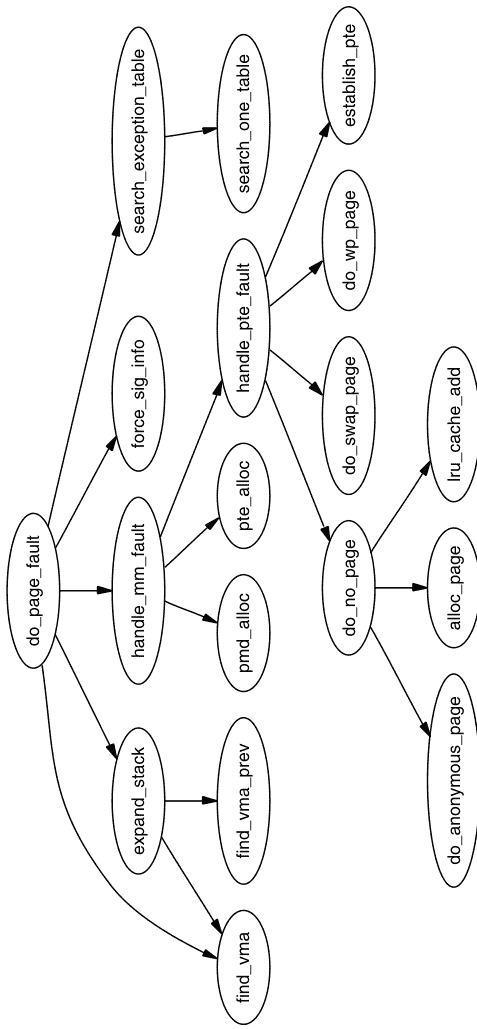 do_page_fault
find_vma
expand_stack
handle_mm_fault
force_sig_info
search_exception_table
find_vma_prev
pmd_alloc
pte_alloc
handle_pte_fault
search_one_table
do_no_page
do_swap_page
do_wp_page
establish_pte
do_anonymous_page
alloc_page
lru_cache_add